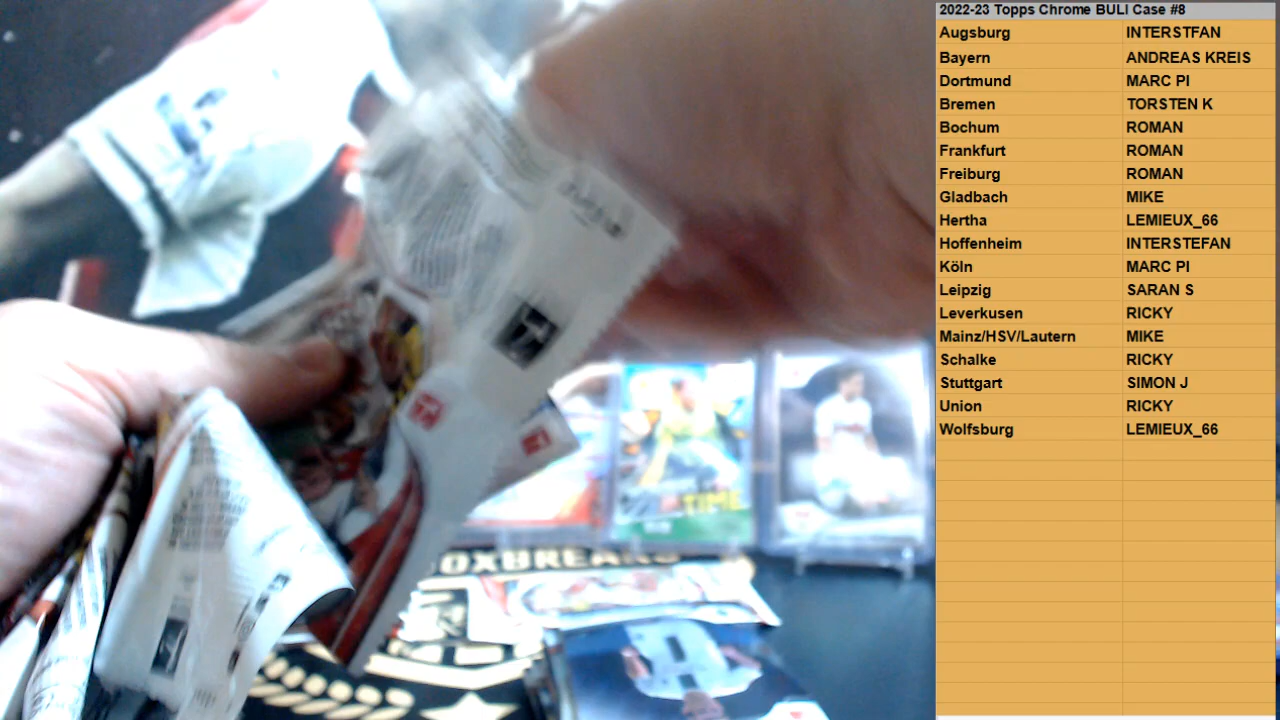 2022-23 Topps Chrome BULI Case #8
Augsburg INTERSTFAN
Bayern ANDREAS KREIS
Dortmund MARC PI
Bremen TORSTEN K
Bochum ROMAN
Frankfurt ROMAN
Freiburg ROMAN
Gladbach MIKE
Hertha LEMIEUX_66
Hoffenheim INTERSTEFAN
Köln MARC PI
Leipzig SARAN S
Leverkusen RICKY
Mainz/HSV/Lautern MIKE
Schalke RICKY
Stuttgart SIMON J
Union RICKY
Wolfsburg LEMIEUX_66
TIME
OXBREAKS